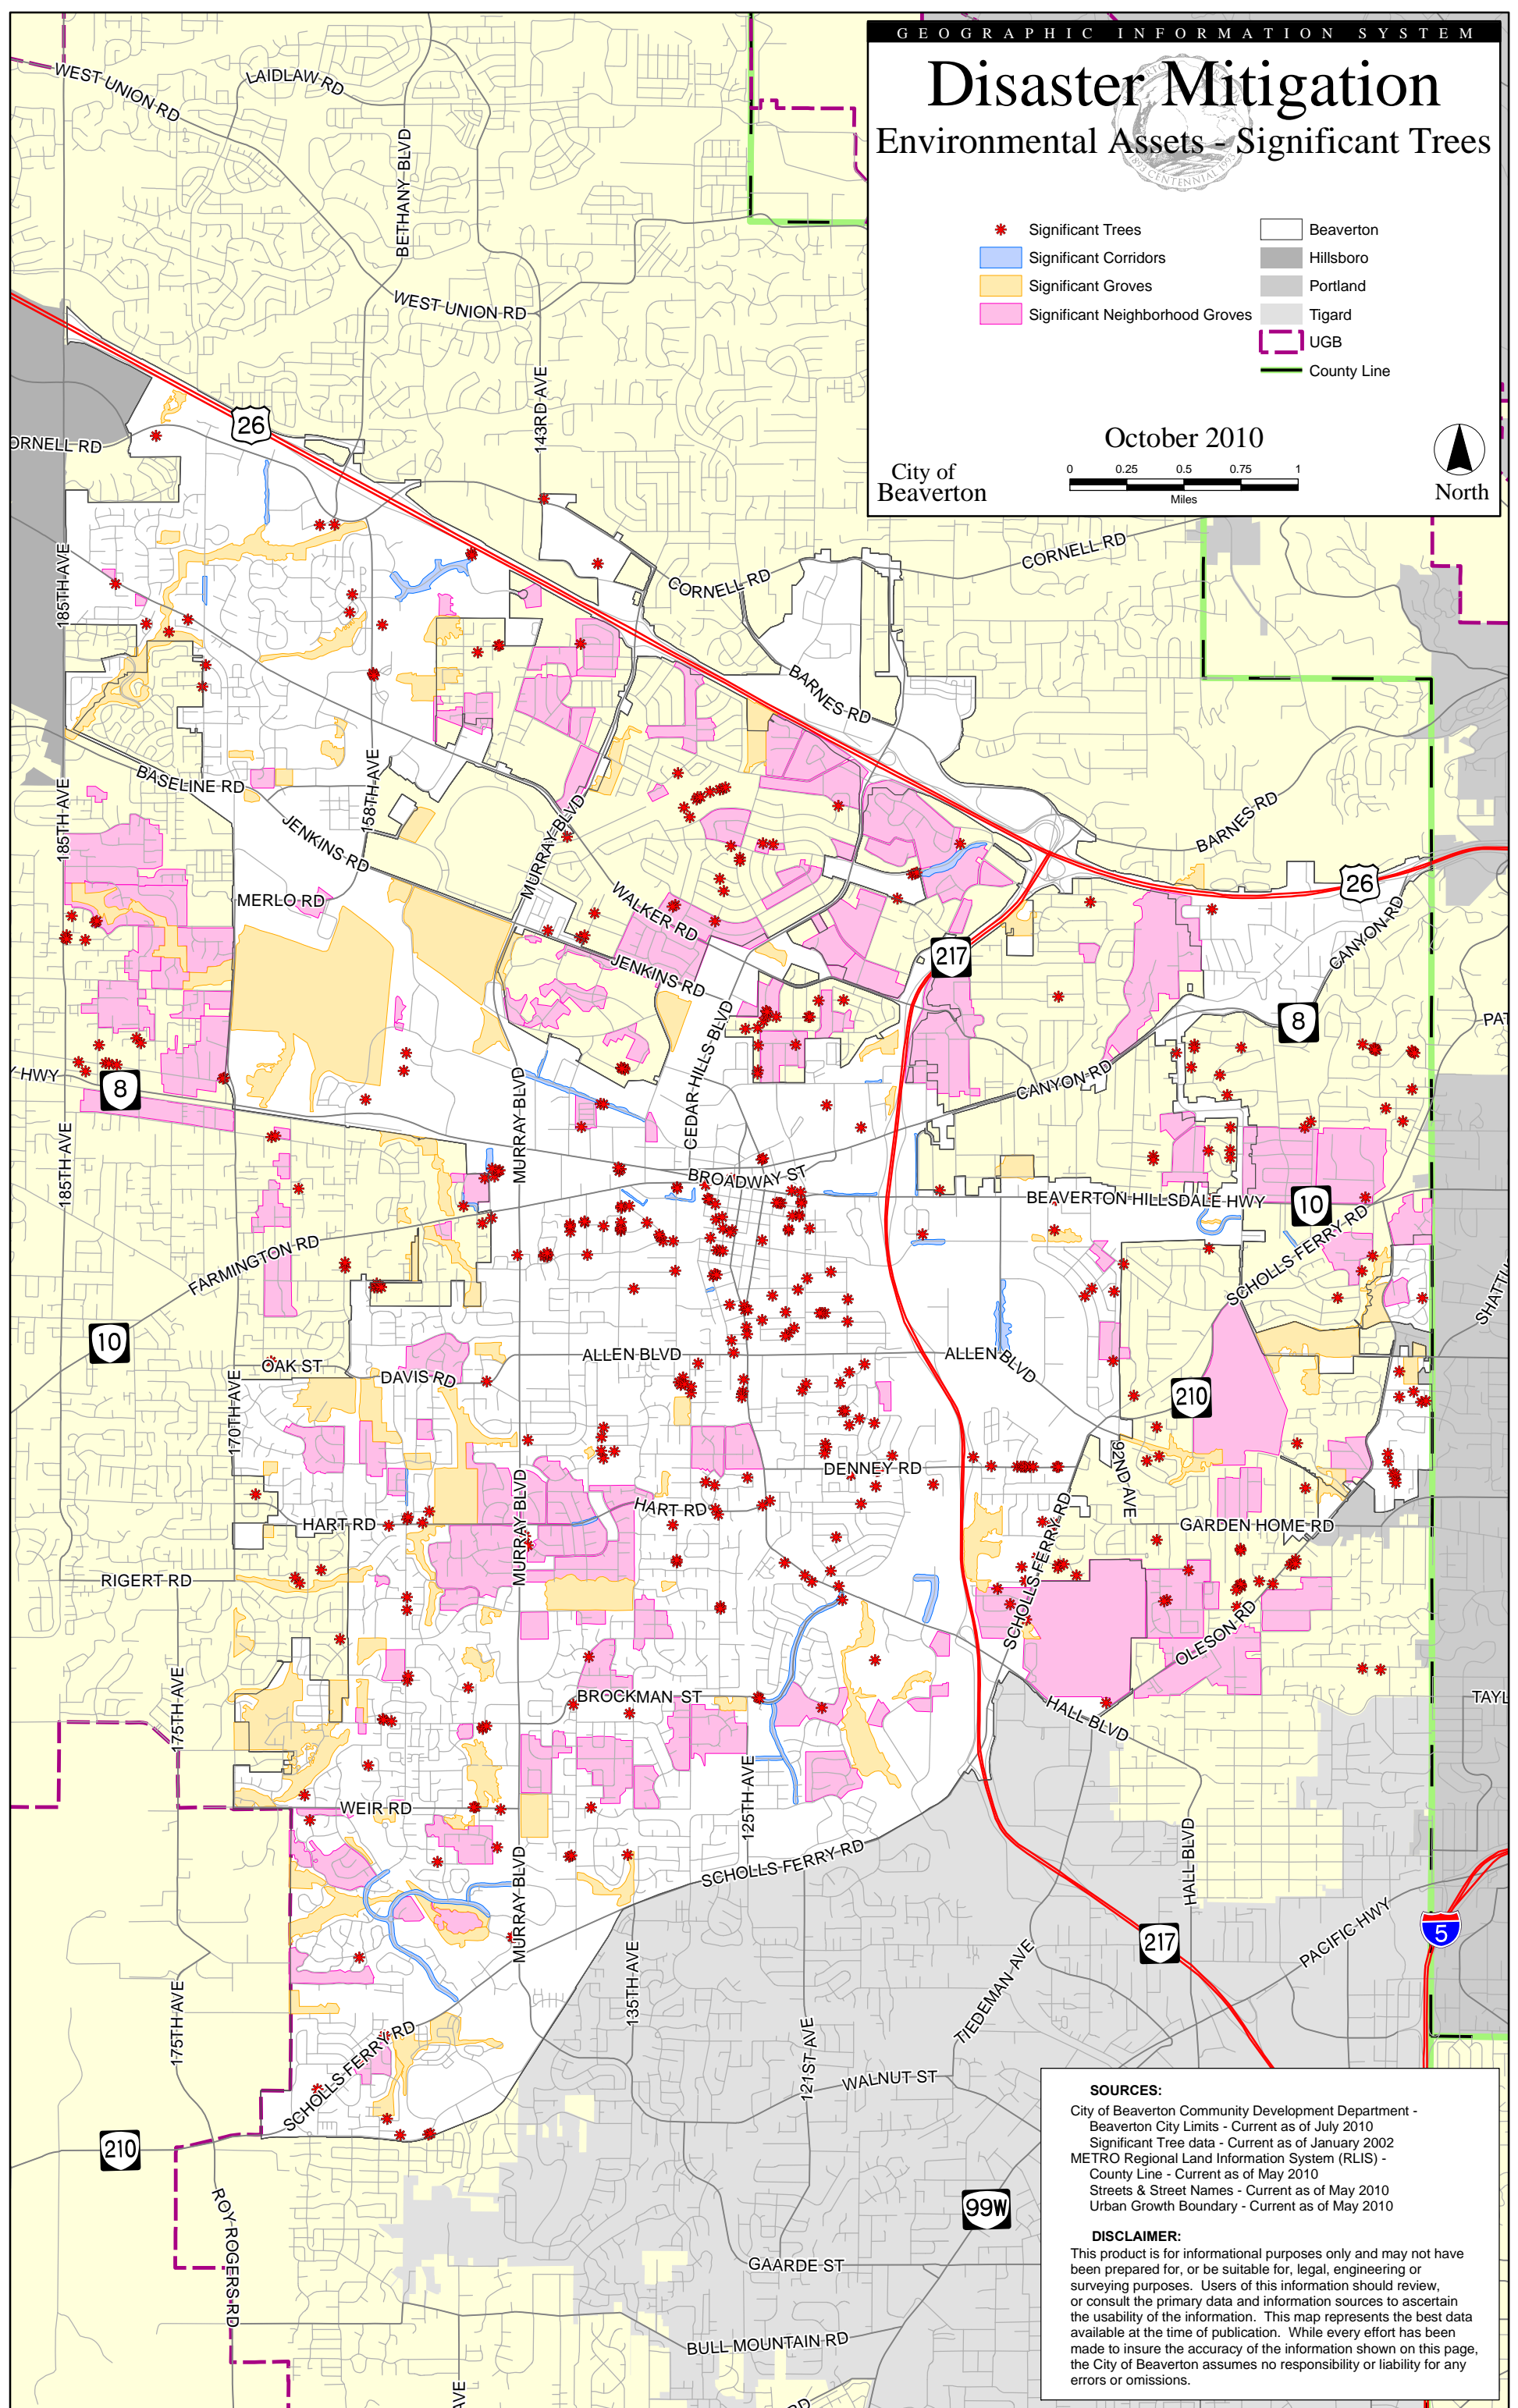 GEOGRAPHIC INFORMATION SYSTEM
Disaster Mitigation
Environmental Assets - Significant Trees
1893 CENTENNIAL 1993
Significant Trees
Significant Corridors
Significant Groves
Significant Neighborhood Groves
Beaverton
Hillsboro
Portland
Tigard
UGB
County Line
October 2010
City of
Beaverton
0 0.25 0.5 0.75 1
Miles
North
WEST UNION RD
LAIDLAW RD
BETHANY BLVD
WEST UNION RD
143RD AVE
26
ORNELL RD
185TH AVE
CORNELL RD
CORNELL RD
BARNES RD
BASELINE RD
158TH AVE
185TH AVE
JENKINS RD
MURRAY BLVD
BARNES RD
26
MERLO RD
WALKER RD
CANYON RD
217
JENKINS RD
8
PAT
CEDAR HILLS BLVD
Y HWY
8
MURRAY BLVD
CANYON RD
185TH AVE
BROADWAY ST
BEAVERTON HILLSDALE HWY
10
FARMINGTON RD
SCHOLLS FERRY RD
SHATTU
10
OAK ST
DAVIS RD
ALLEN BLVD
ALLEN BLVD
210
170TH AVE
92ND AVE
DENNEY RD
MURRAY BLVD
HART RD
HART RD
SCHOLLS FERRY RD
GARDEN HOME RD
RIGERT RD
OLESON RD
175TH AVE
BROCKMAN ST
HALL BLVD
TAYL
125TH AVE
WEIR RD
SCHOLLS FERRY RD
HALL BLVD
MURRAY BLVD
PACIFIC HWY
5
217
135TH AVE
TIEDEMAN AVE
175TH AVE
SCHOLLS FERRY RD
121ST AVE
WALNUT ST
210
ROY ROGERS RD
99W
GAARDE ST
BULL MOUNTAIN RD
AVE
RD
SOURCES:
City of Beaverton Community Development Department -
Beaverton City Limits - Current as of July 2010
Significant Tree data - Current as of January 2002
METRO Regional Land Information System (RLIS) -
County Line - Current as of May 2010
Streets & Street Names - Current as of May 2010
Urban Growth Boundary - Current as of May 2010
DISCLAIMER:
This product is for informational purposes only and may not have
been prepared for, or be suitable for, legal, engineering or
surveying purposes. Users of this information should review,
or consult the primary data and information sources to ascertain
the usability of the information. This map represents the best data
available at the time of publication. While every effort has been
made to insure the accuracy of the information shown on this page,
the City of Beaverton assumes no responsibility or liability for any
errors or omissions.